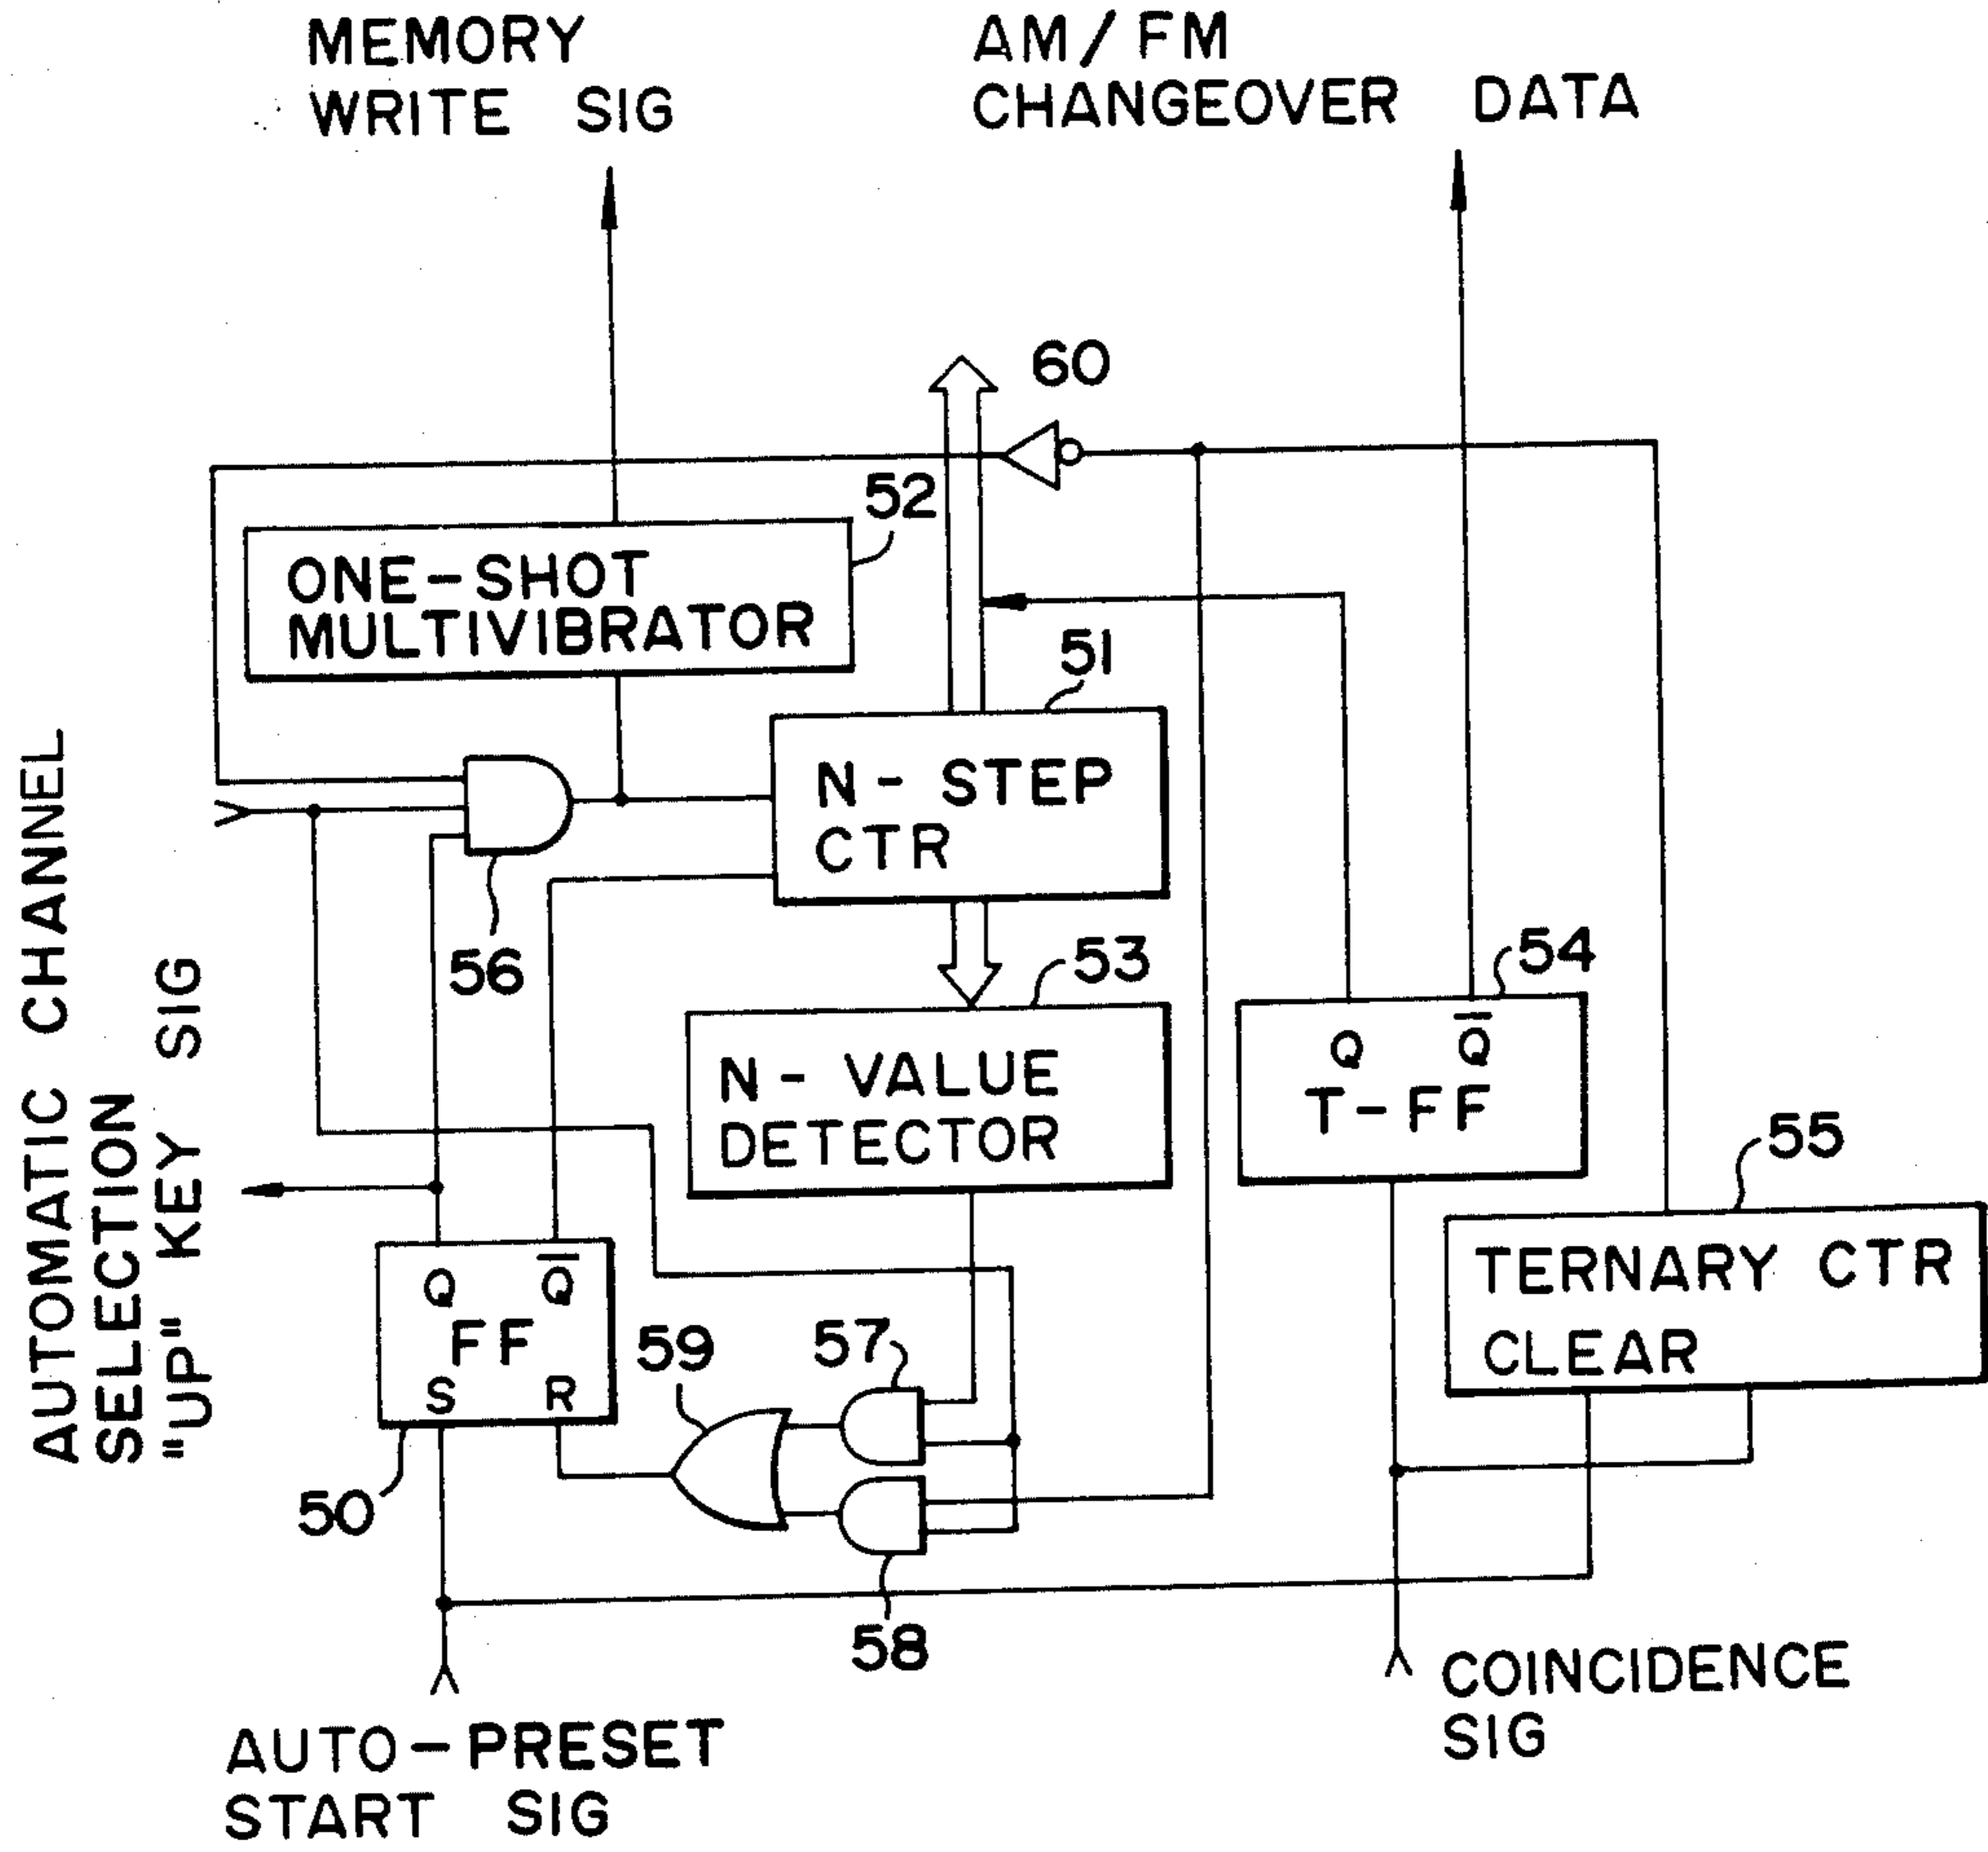 MEMORY
WRITE SIG
AM/FM
CHANGEOVER DATA
60
52
ONE-SHOT
MULTIVIBRATOR
51
N- STEP
CTR
56
53
54
N- VALUE
DETECTOR
Q Q̅
T-FF
55
TERNARY CTR
CLEAR
AUTOMATIC CHANNEL
SELECTION
"UP" KEY SIG
Q Q̅
FF
S R
59
57
50
58
COINCIDENCE
SIG
AUTO-PRESET
START SIG